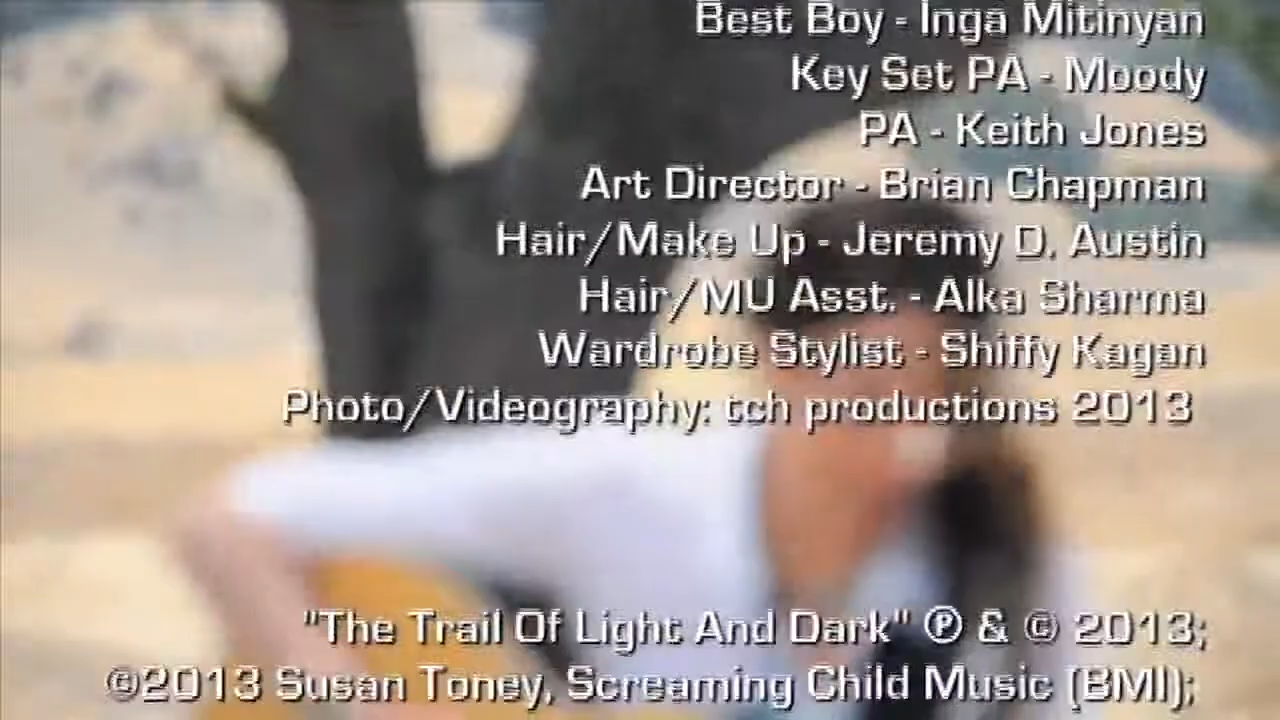 Best Boy - Inga Mitinyan
Key Set PA - Moody
PA - Keith Jones
Art Director - Brian Chapman
Hair/Make Up - Jeremy D. Austin
Hair/MU Asst. - Alka Sharma
Wardrobe Stylist - Shiffy Kagan
Photo/Videography: tch productions 2013
"The Trail Of Light And Dark" ℗ & © 2013;
©2013 Susan Toney, Screaming Child Music (BMI);